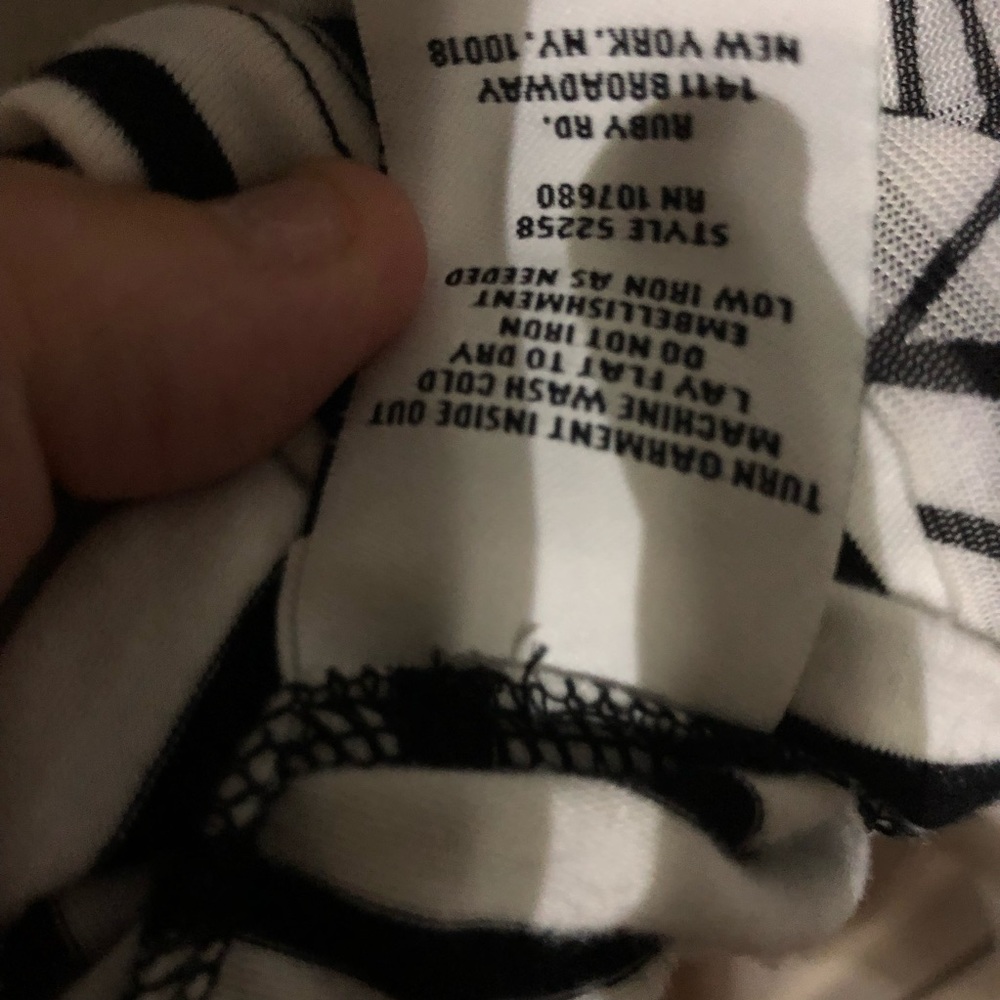 TURN GARMENT INSIDE OUT
MACHINE WASH COLD
LAY FLAT TO DRY
DO NOT IRON
EMBELLISHMENT
LOW IRON AS NEEDED
STYLE 52258
RN 107680
RUBY RD.
1411 BROADWAY
NEW YORK. NY. 10018